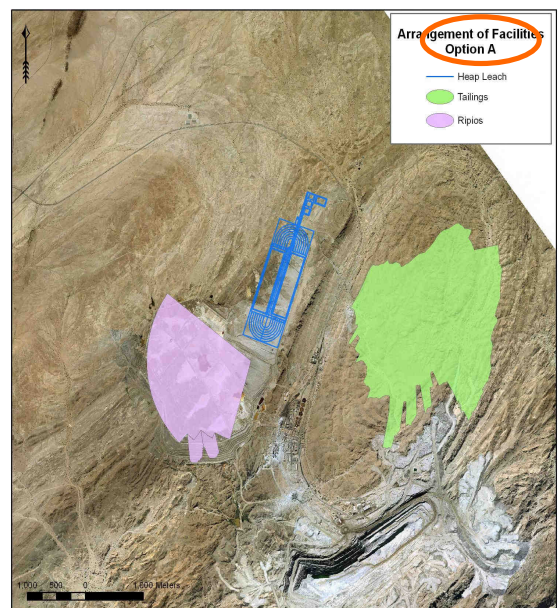 Arrangement of Facilities
Option A
Heap Leach
Tailings
Ripios
1,000 500 0 1,000 Meters